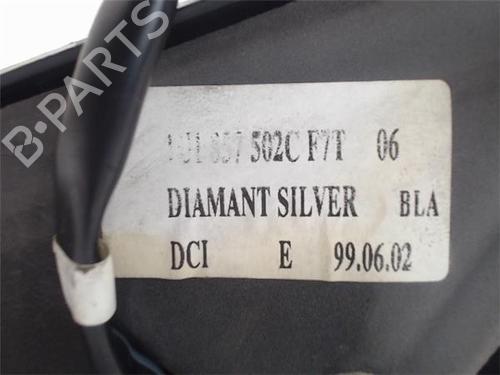 502C F7T 06
DIAMANT SILVER BLA
DCI E 99.06.02
B-PARTS